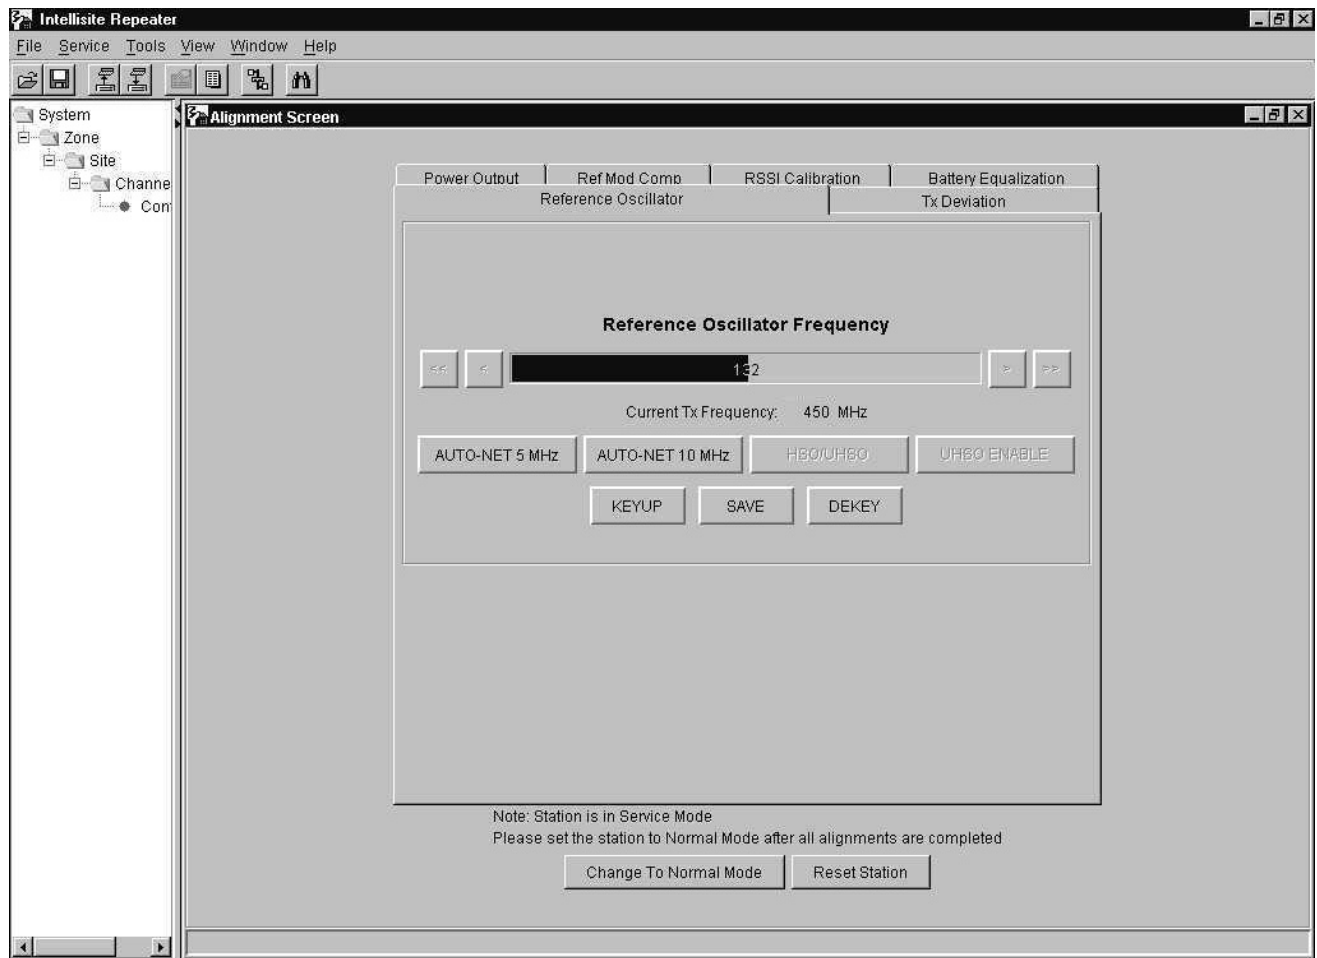 Intellisite Repeater
File Service Tools View Window Help
System
Zone
Site
Channe
Con
Alignment Screen
Power Output Ref Mod Comp RSSI Calibration Battery Equalization
Reference Oscillator Tx Deviation
Reference Oscillator Frequency
<< < 132 > >>
Current Tx Frequency: 450 MHz
AUTO-NET 5 MHz AUTO-NET 10 MHz HSO/UHSO UHSO ENABLE
KEYUP SAVE DEKEY
Note: Station is in Service Mode
Please set the station to Normal Mode after all alignments are completed
Change To Normal Mode Reset Station